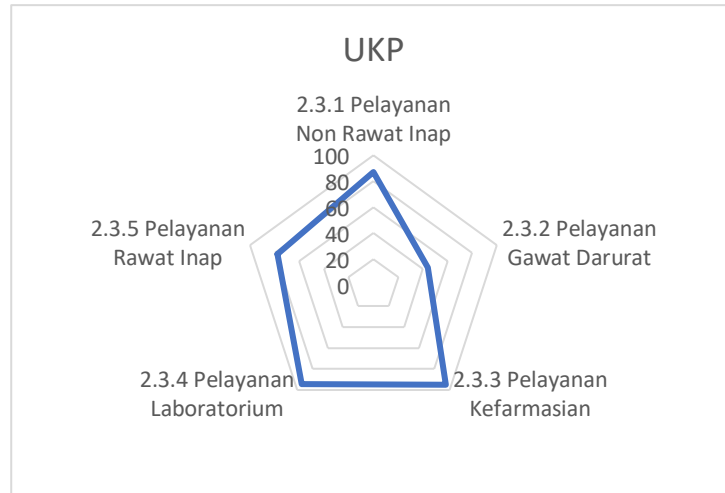 UKP
2.3.1 Pelayanan
Non Rawat Inap
100
80
60
40
20
0
2.3.2 Pelayanan
Gawat Darurat
2.3.3 Pelayanan
Kefarmasian
2.3.4 Pelayanan
Laboratorium
2.3.5 Pelayanan
Rawat Inap